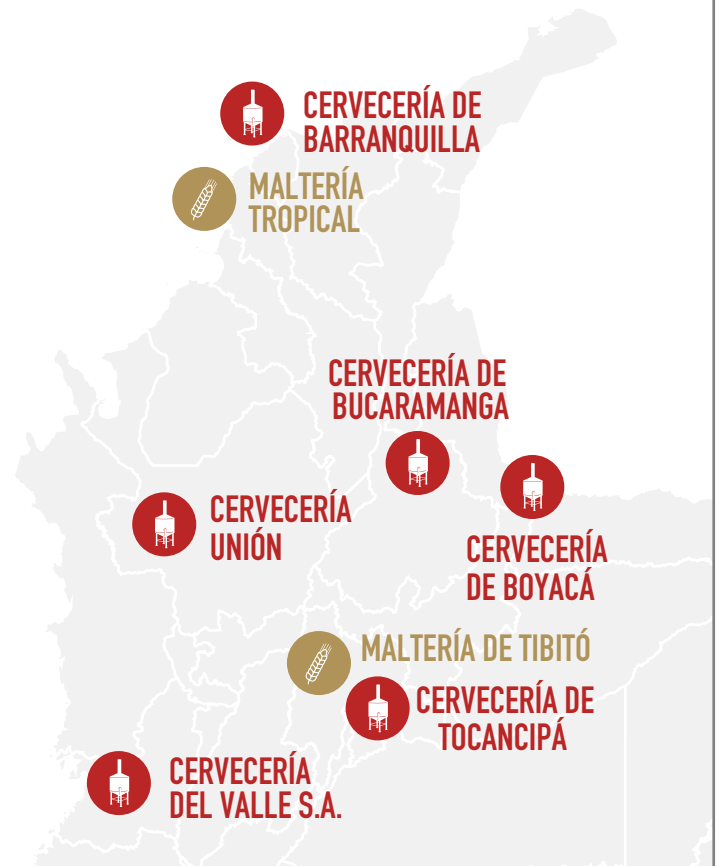 CERVECERÍA DE
BARRANQUILLA
MALTERÍA
TROPICAL
CERVECERÍA DE
BUCARAMANGA
CERVECERÍA
UNIÓN
CERVECERÍA
DE BOYACÁ
MALTERÍA DE TIBITÓ
CERVECERÍA DE
TOCANCIPÁ
CERVECERÍA
DEL VALLE S.A.